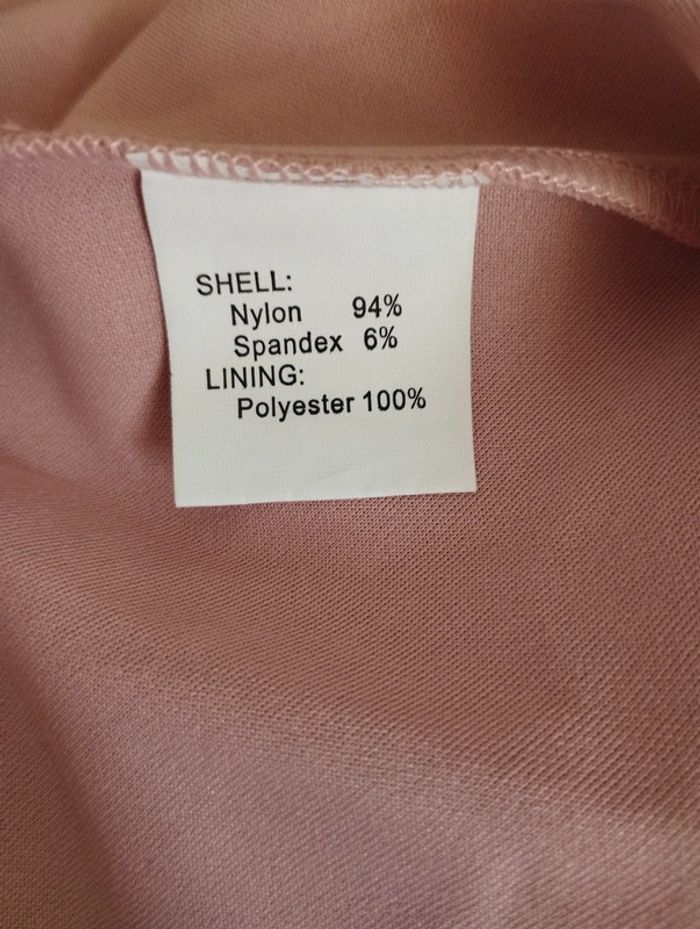 SHELL:
Nylon 94%
Spandex 6%
LINING:
Polyester 100%